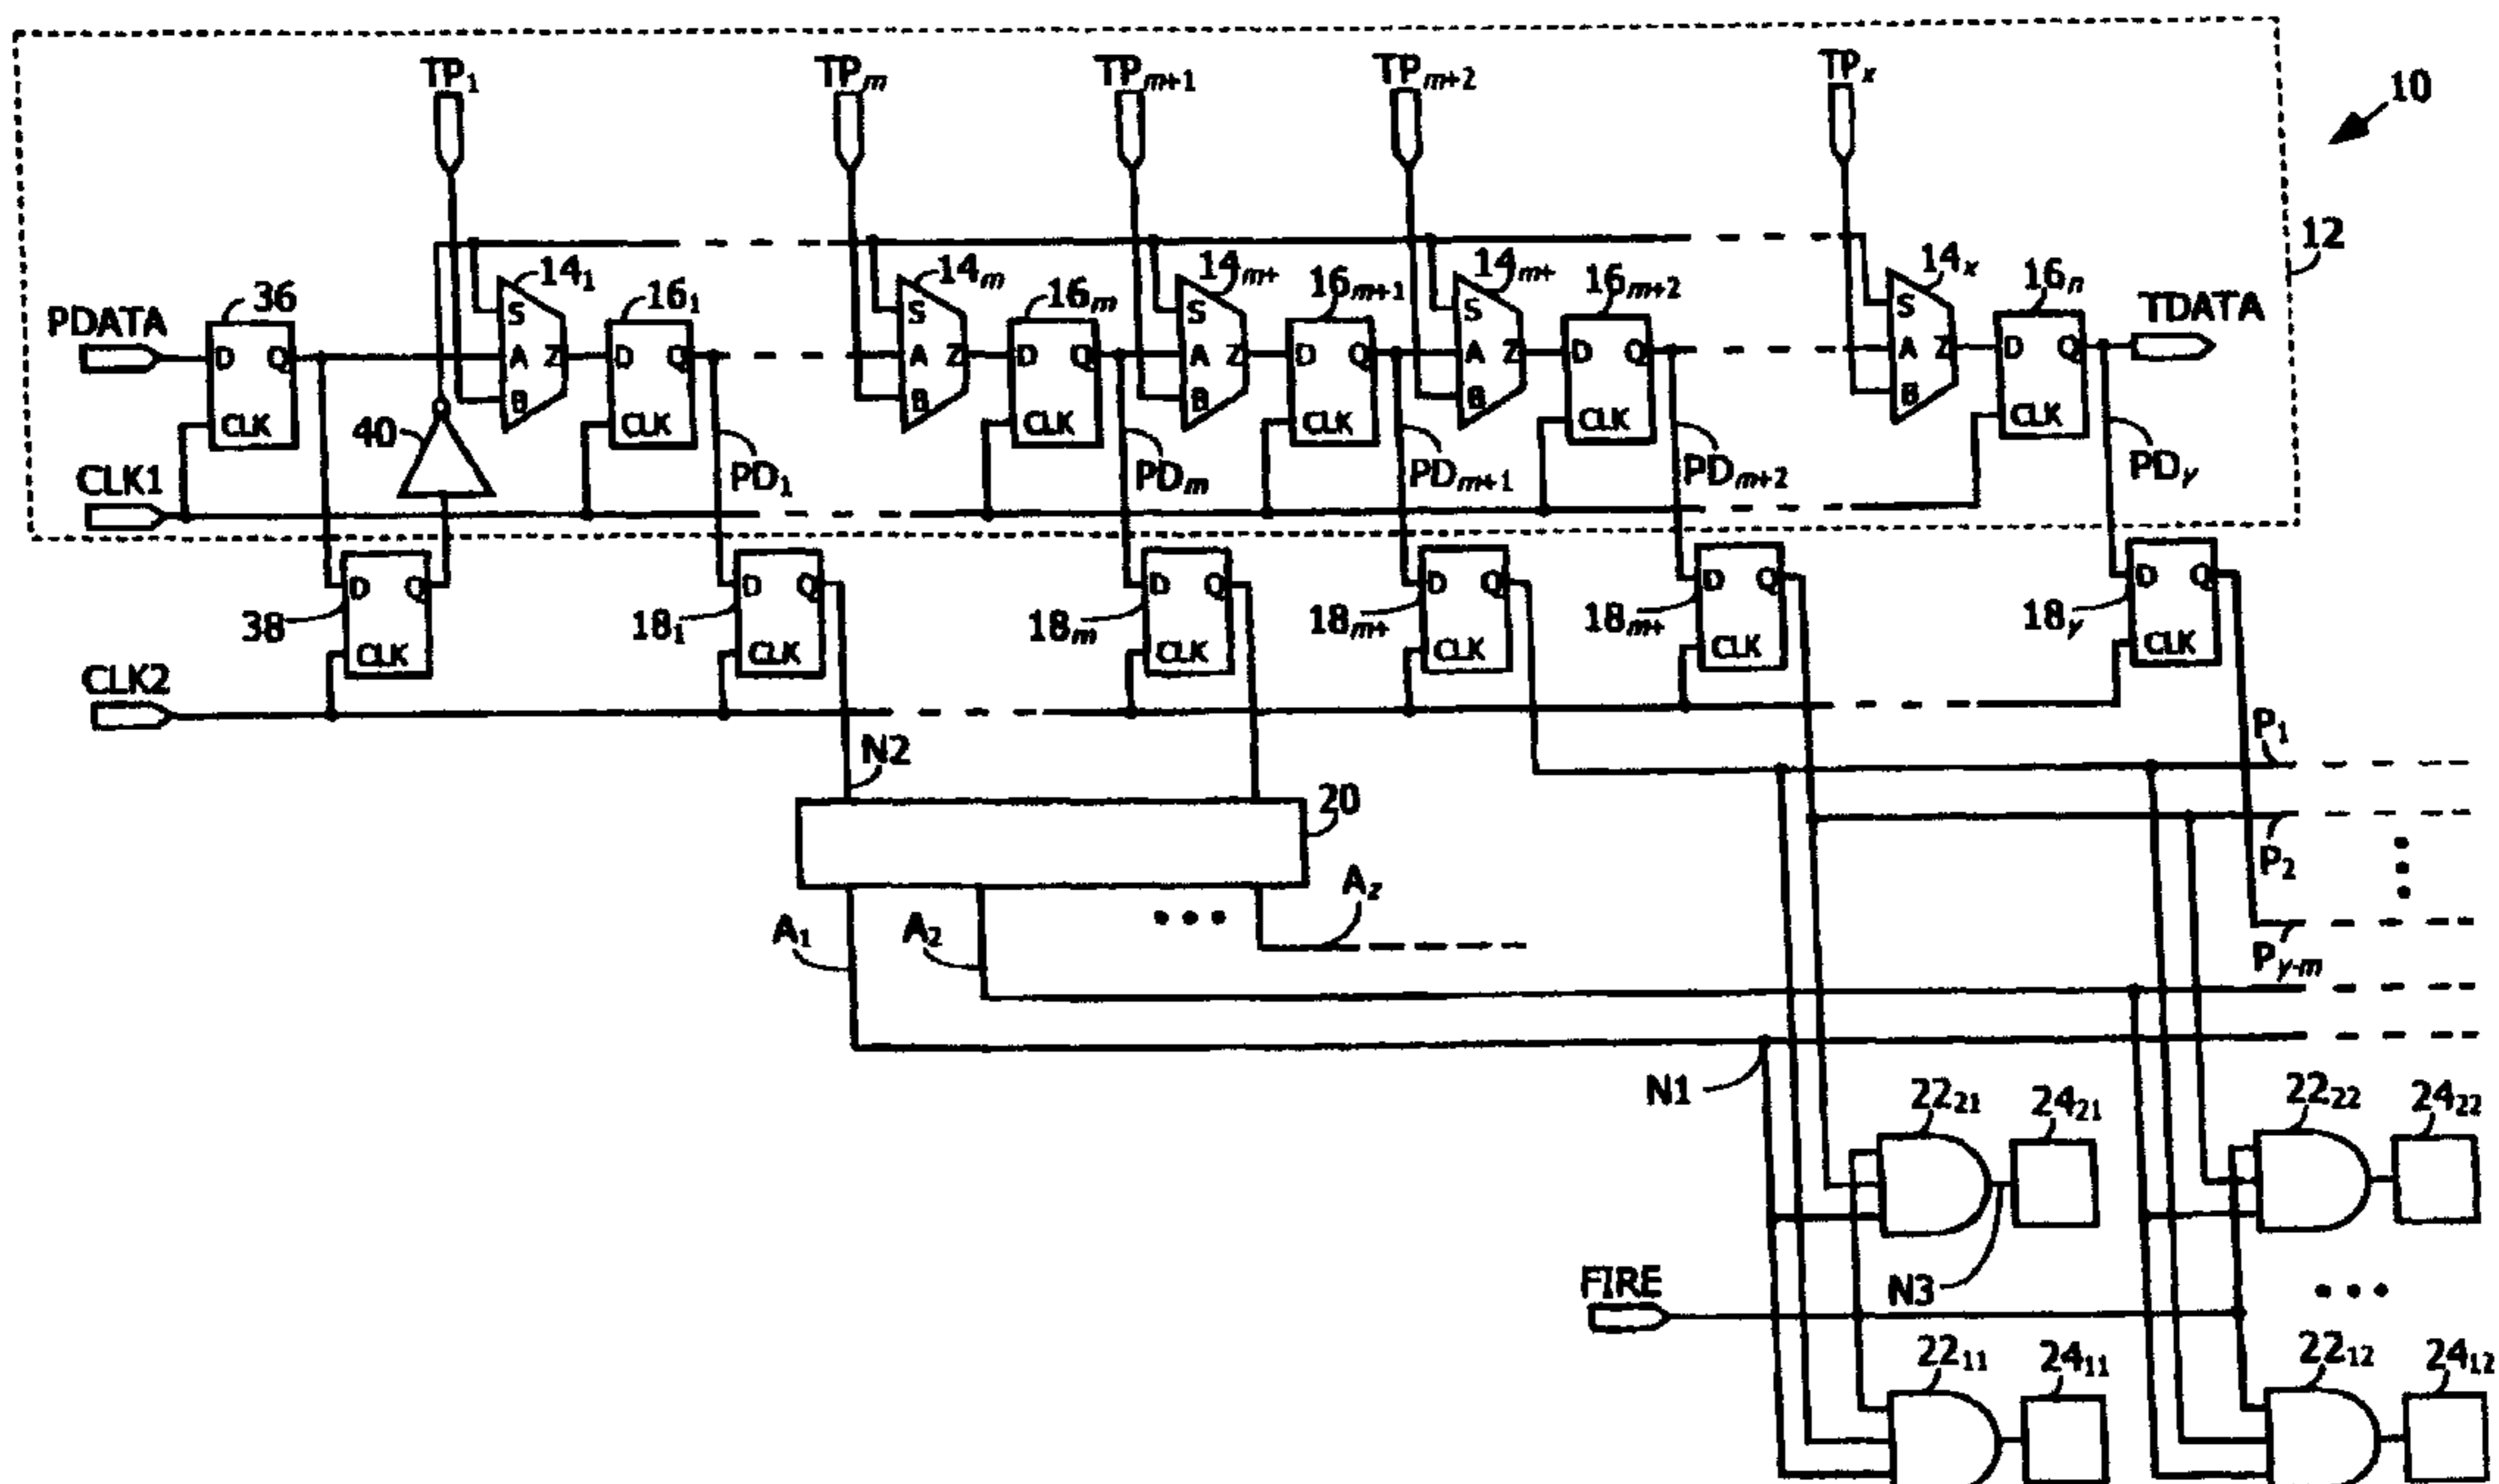 TP1 TPm TPm+1 TPm+2 TPx
10
12
36 141 161 14m 16m 14m+ 16m+1 14m+ 16m+2 14x 16n
PDATA D Q S A B Z D Q S A B Z D Q S A B Z D Q S A B Z D Q S A B Z D Q TDATA
CLK CLK CLK CLK CLK CLK
40
CLK1 PD1 PDm PDm+1 PDm+2 PDy
D Q D Q D Q D Q D Q D Q
38 181 18m 18m+ 18m+ 18y
CLK CLK CLK CLK CLK CLK
CLK2
N2
P1
20
P2
A1 A2 Az
Py-m
N1
2221 2421 2222 2422
N3
FIRE
2211 2411 2212 2412